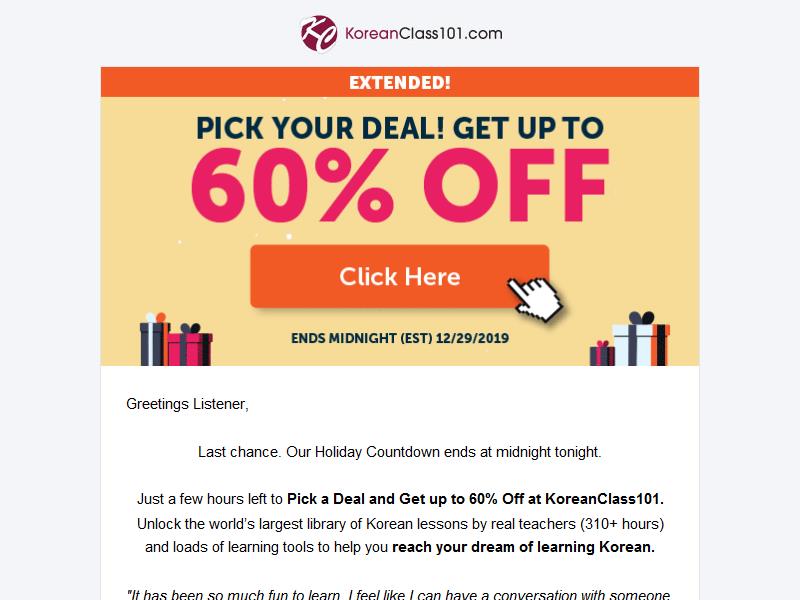 KoreanClass101.com
EXTENDED!
PICK YOUR DEAL! GET UP TO
60% OFF
Click Here
ENDS MIDNIGHT (EST) 12/29/2019
Greetings Listener,
Last chance. Our Holiday Countdown ends at midnight tonight.
Just a few hours left to Pick a Deal and Get up to 60% Off at KoreanClass101.
Unlock the world's largest library of Korean lessons by real teachers (310+ hours)
and loads of learning tools to help you reach your dream of learning Korean.
"It has been so much fun to learn. I feel like I can have a conversation with someone